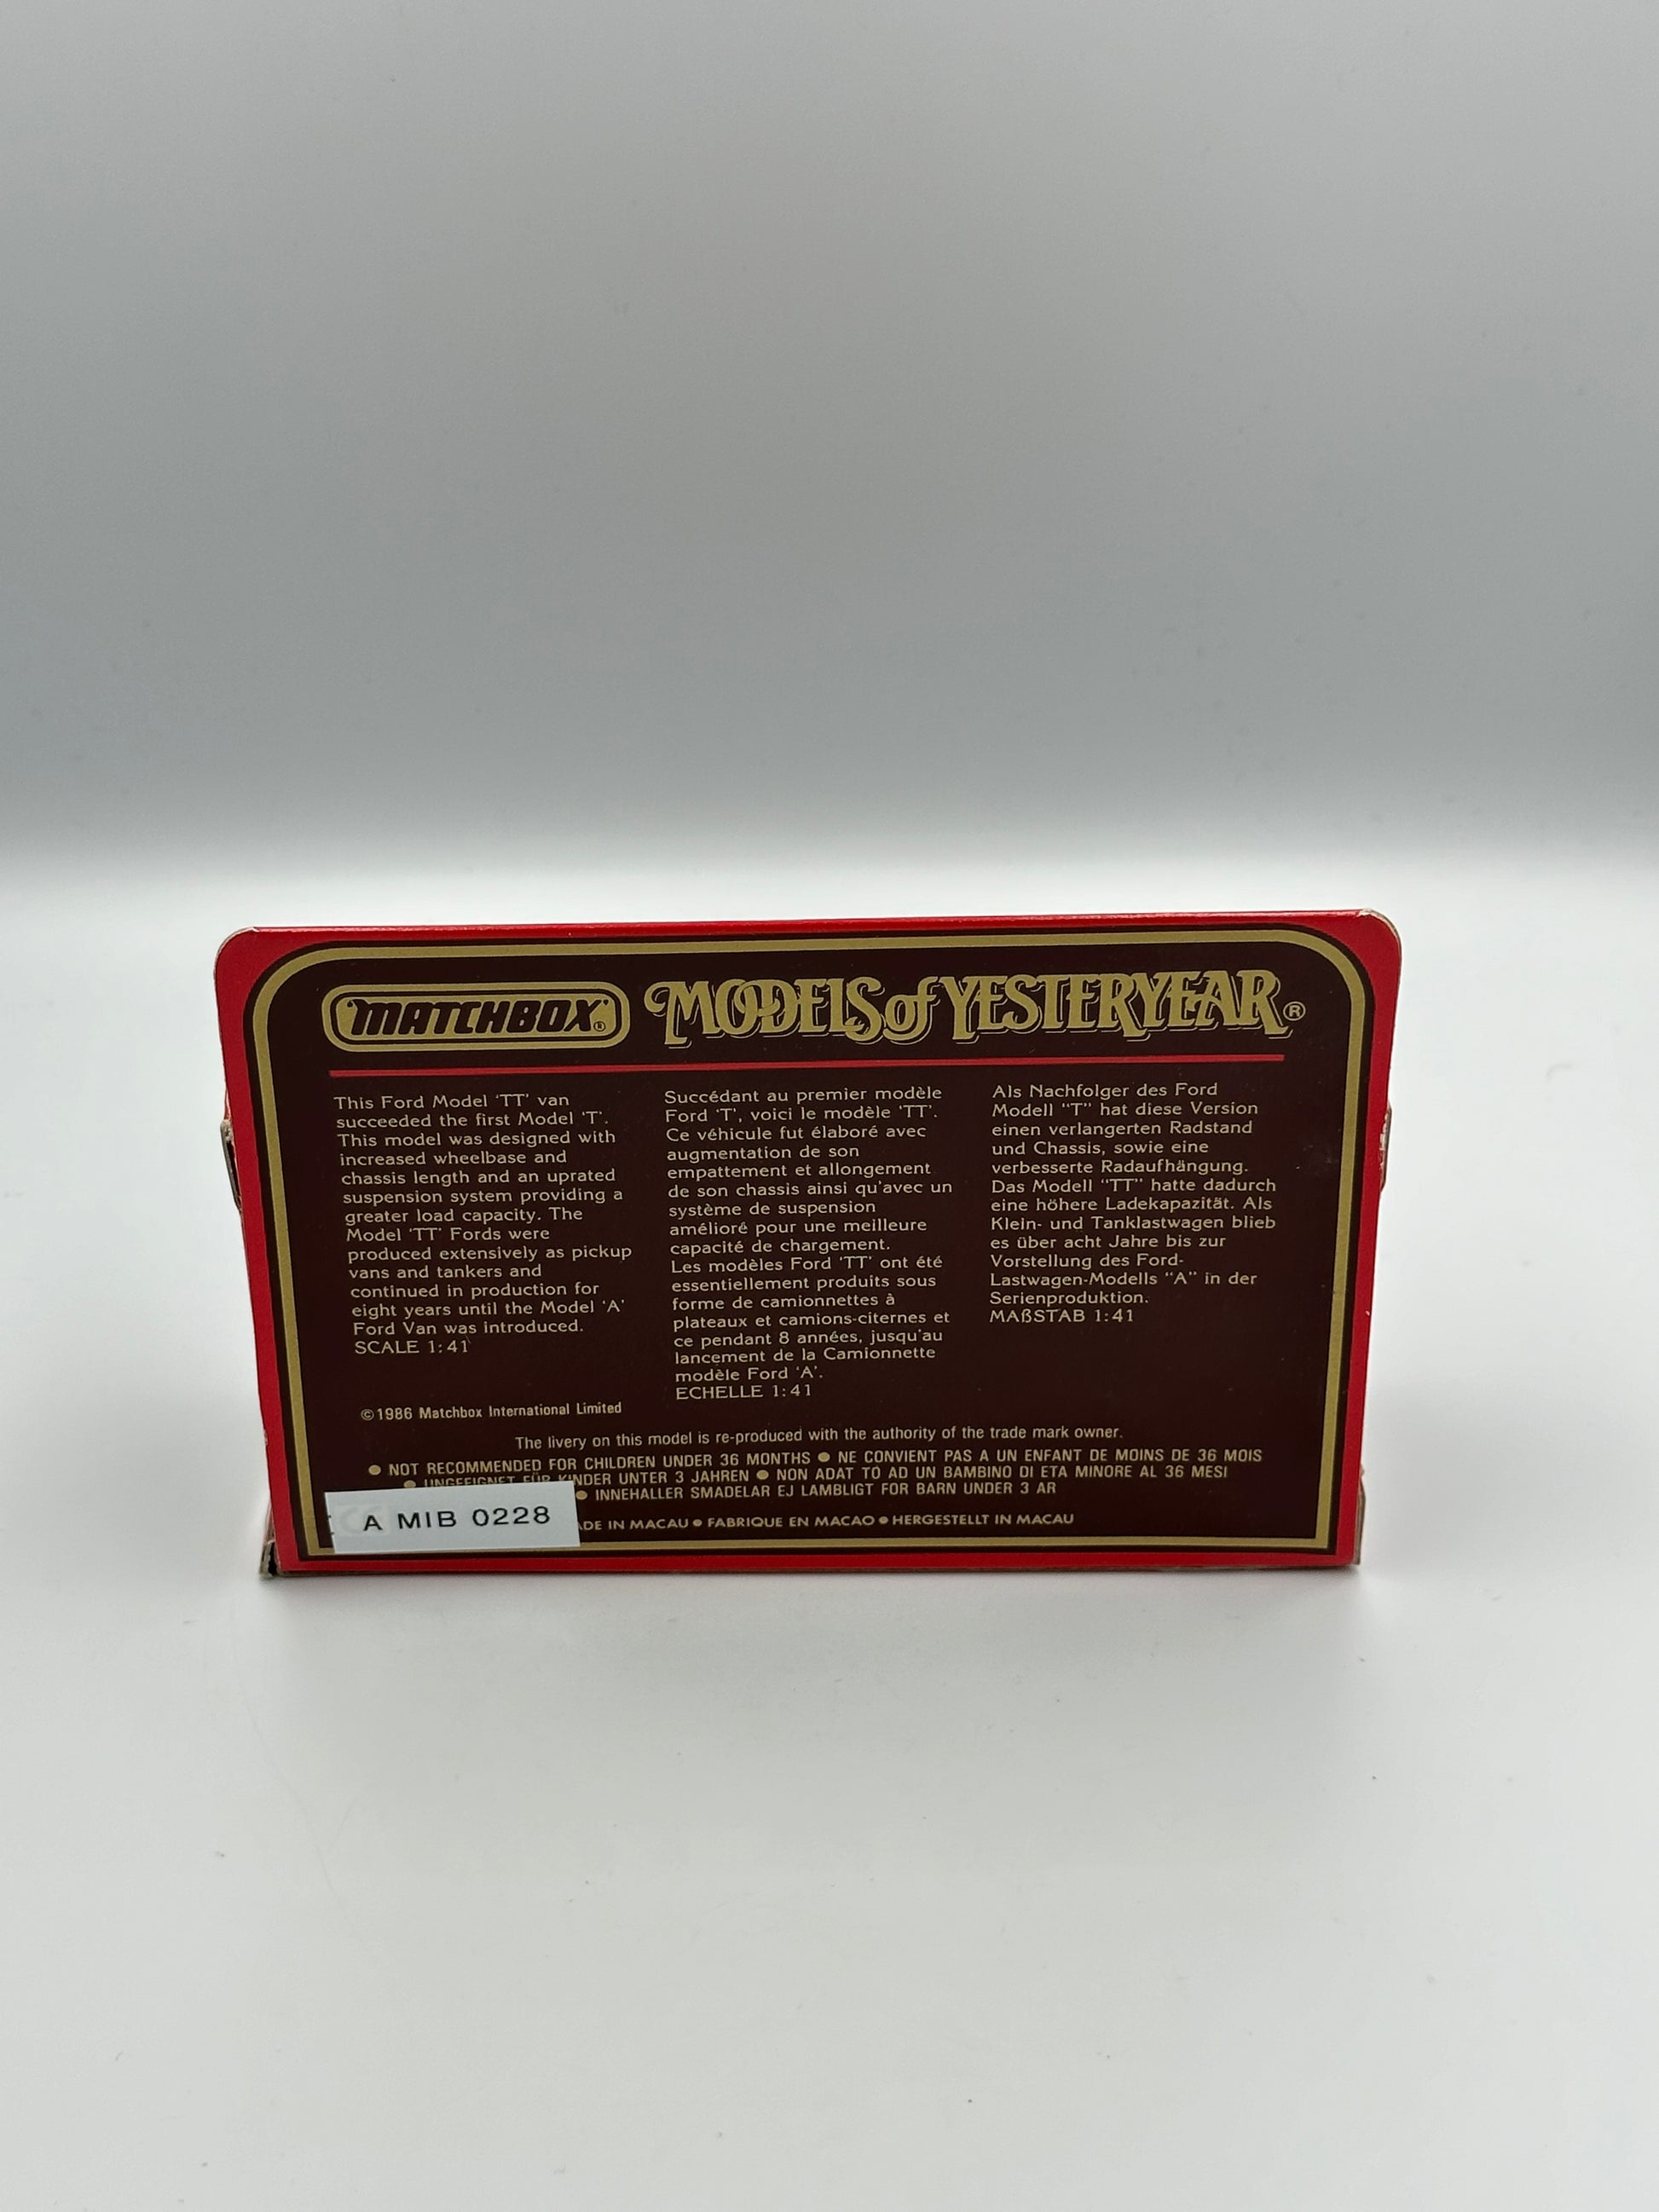 MATCHBOX® MODELS of YESTERYEAR®
This Ford Model 'TT' van
succeeded the first Model 'T'.
This model was designed with
increased wheelbase and
chassis length and an uprated
suspension system providing a
greater load capacity. The
Model 'TT' Fords were
produced extensively as pickup
vans and tankers and
continued in production for
eight years until the Model 'A'
Ford Van was introduced.
SCALE 1:41
Succédant au premier modèle
Ford 'T', voici le modèle 'TT'.
Ce véhicule fut élaboré avec
augmentation de son
empattement et allongement
de son chassis ainsi qu'avec un
système de suspension
amélioré pour une meilleure
capacité de chargement.
Les modèles Ford 'TT' ont été
essentiellement produits sous
forme de camionnettes à
plateaux et camions-citernes et
ce pendant 8 années, jusqu'au
lancement de la Camionnette
modèle Ford 'A'.
ECHELLE 1:41
Als Nachfolger des Ford
Modell "T" hat diese Version
einen verlangerten Radstand
und Chassis, sowie eine
verbesserte Radaufhängung.
Das Modell "TT" hatte dadurch
eine höhere Ladekapazität. Als
Klein- und Tanklastwagen blieb
es über acht Jahre bis zur
Vorstellung des Ford-
Lastwagen-Modells "A" in der
Serienproduktion.
MAßSTAB 1:41
©1986 Matchbox International Limited
The livery on this model is re-produced with the authority of the trade mark owner.
● NOT RECOMMENDED FOR CHILDREN UNDER 36 MONTHS ● NE CONVIENT PAS A UN ENFANT DE MOINS DE 36 MOIS
● UNGEEIGNET FÜR KINDER UNTER 3 JAHREN ● NON ADAT TO AD UN BAMBINO DI ETA MINORE AL 36 MESI
● INNEHALLER SMADELAR EJ LAMBLIGT FOR BARN UNDER 3 AR
IN MACAU ● FABRIQUE EN MACAO ● HERGESTELLT IN MACAU
A MIB 0228